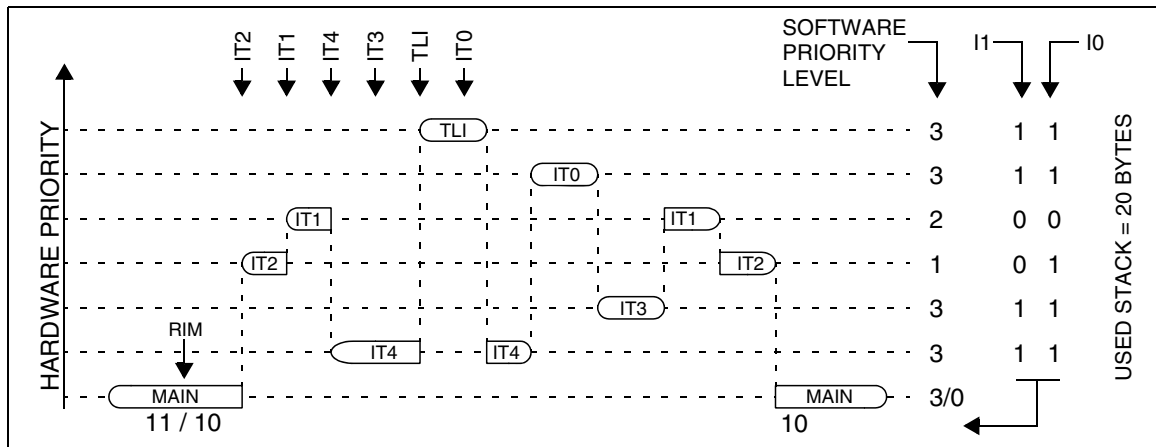 IT2
IT1
IT4
IT3
TLI
IT0
SOFTWARE
PRIORITY
LEVEL
I1
I0
HARDWARE PRIORITY
TLI
3 1 1
IT0
3 1 1
IT1
IT1
2 0 0
IT2
IT2
1 0 1
IT3
3 1 1
RIM
IT4
IT4
3 1 1
MAIN
MAIN
3/0
11 / 10
10
USED STACK = 20 BYTES